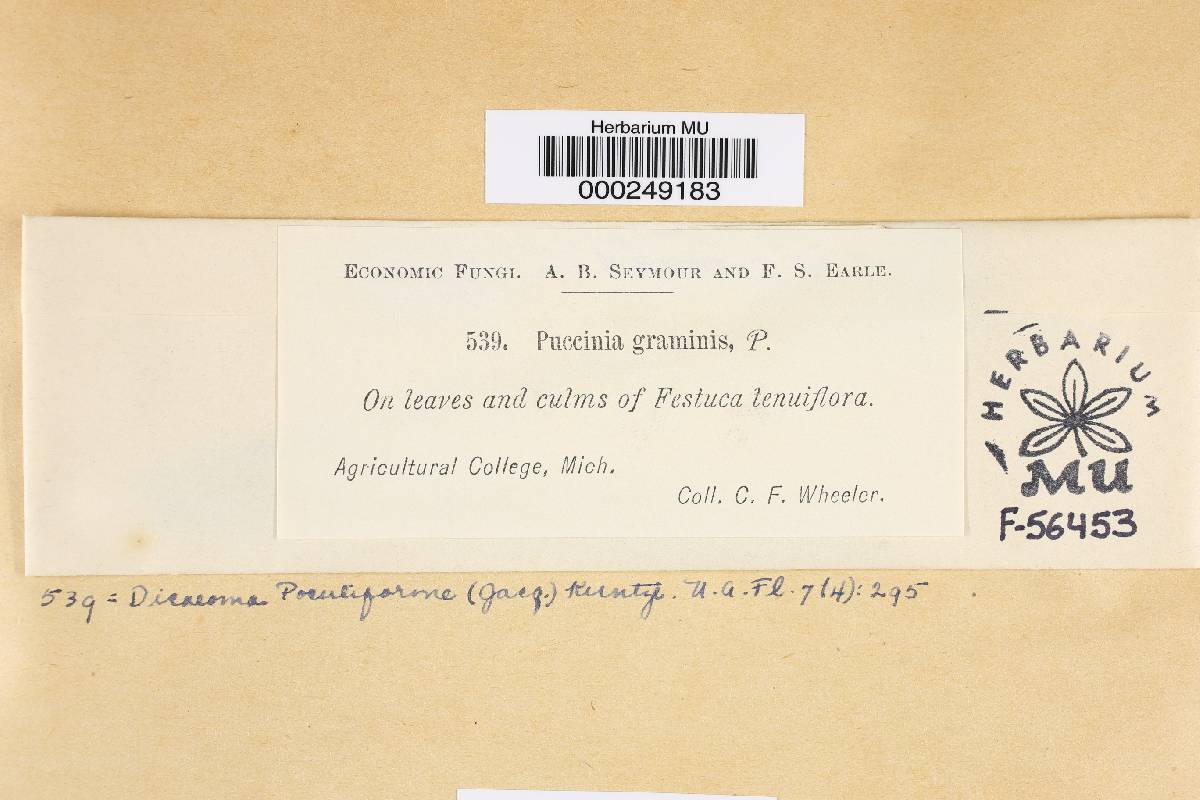 Herbarium MU
000249183
ECONOMIC FUNGI. A. B. SEYMOUR AND F. S. EARLE.
539. Puccinia graminis, P.
On leaves and culms of Festuca tenuiflora.
Agricultural College, Mich.
Coll. C. F. Wheeler.
HERBARIUM
MU
F-56453
539 = Dicaeoma Poculiforme (Jacq.) Kuntze. N.A.Fl. 7(4): 295